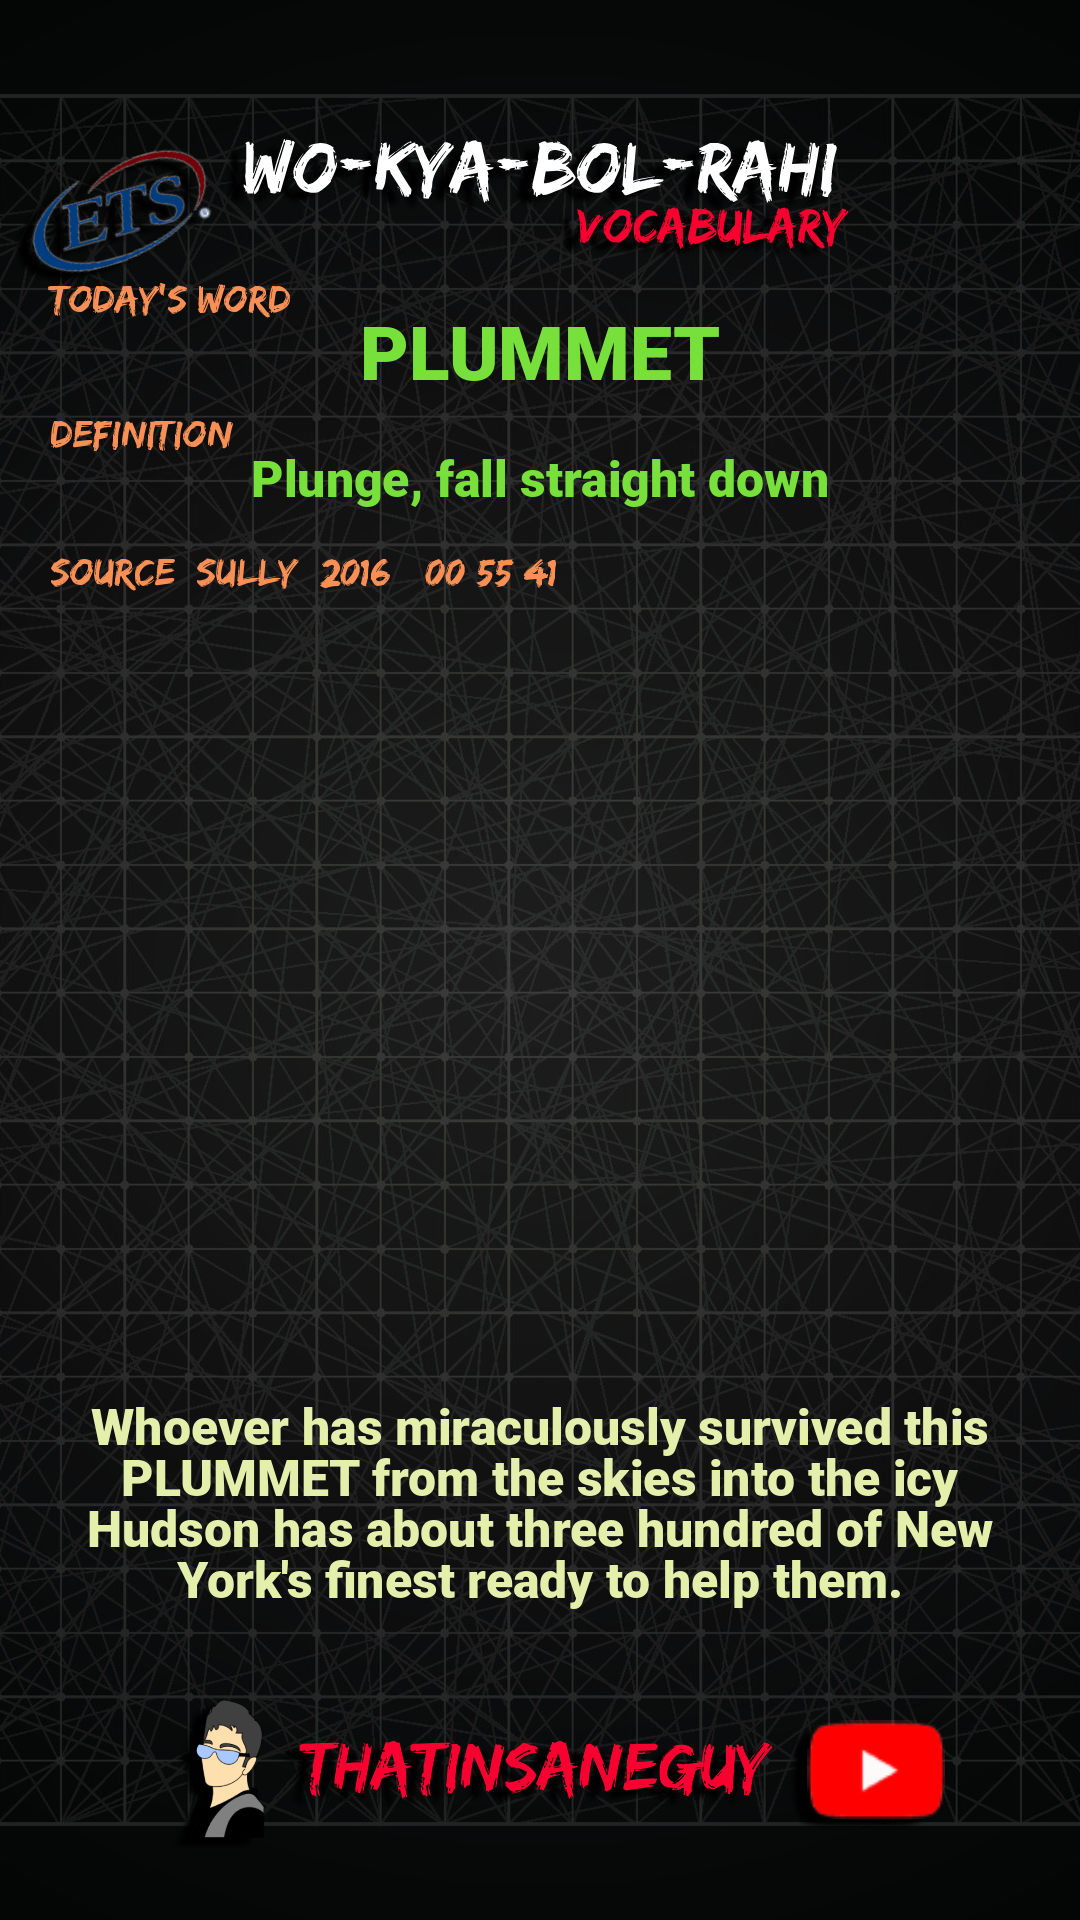 ETS
WO-KYA-BOL-RAHI
VOCABULARY
TODAY'S WORD
PLUMMET
DEFINITION
Plunge, fall straight down
SOURCE SULLY 2016 00 55 41
Whoever has miraculously survived this
PLUMMET from the skies into the icy
Hudson has about three hundred of New
York's finest ready to help them.
THATINSANEGUY